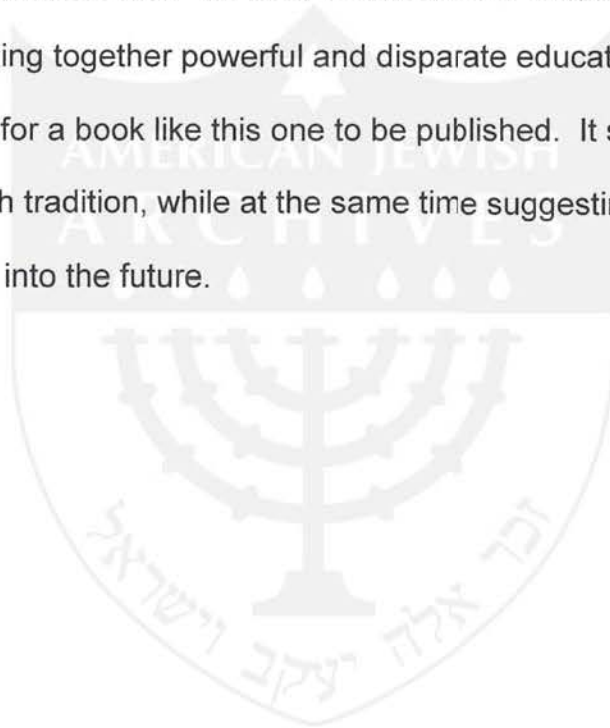 ing together powerful and disparate educat
for a book like this one to be published. It s
h tradition, while at the same time suggestin
into the future.
AMERICAN JEWISH
ARCHIVES
זכר אלה יעקב וישראל